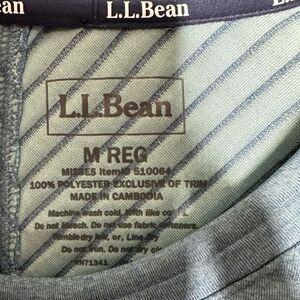 ean L.L.Bean L.L.
L.L.Bean
M REG
MISSES Item# 510064
100% POLYESTER EXCLUSIVE OF TRIM
MADE IN CAMBODIA
Machine wash cold. With like co
Do not bleach. Do not use fabric softeners.
Tumble dry low, or, Line dry.
Do not iron. Do not dry c
RN71341